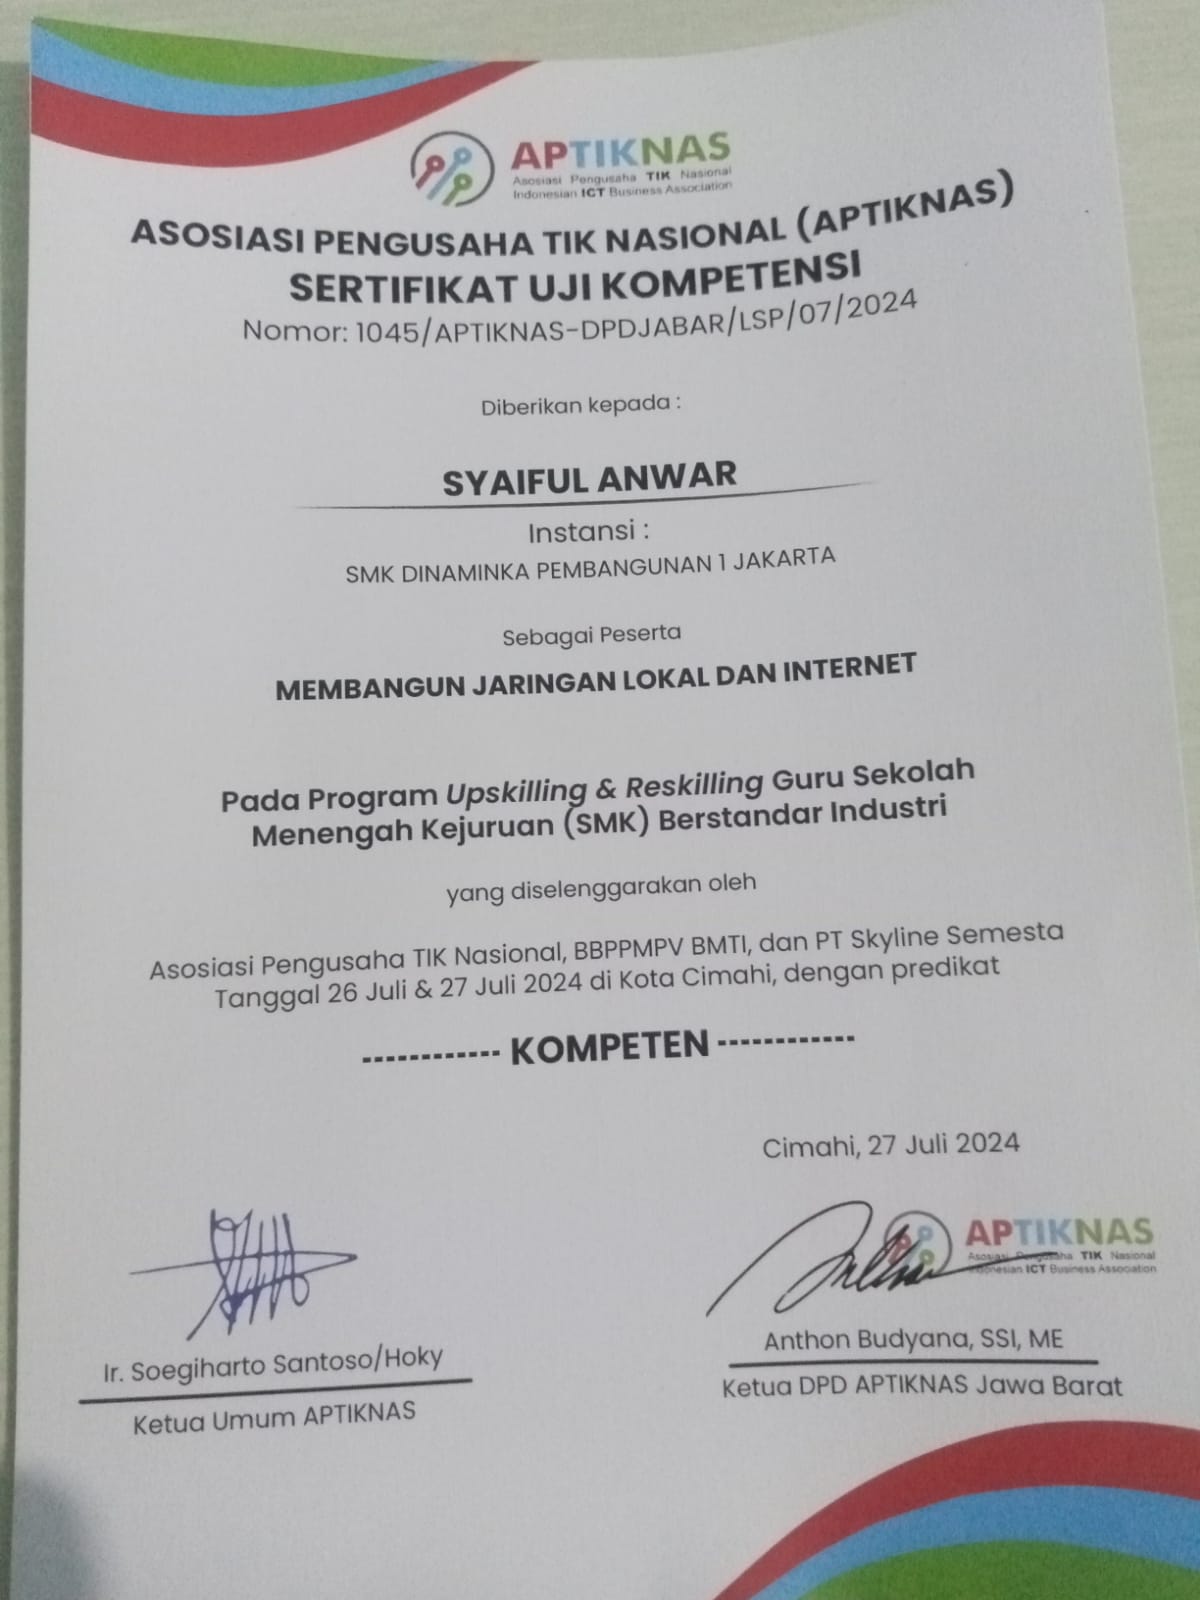 APTIKNAS
Asosiasi Pengusaha TIK Nasional
Indonesian ICT Business Association
ASOSIASI PENGUSAHA TIK NASIONAL (APTIKNAS)
SERTIFIKAT UJI KOMPETENSI
Nomor: 1045/APTIKNAS-DPDJABAR/LSP/07/2024
Diberikan kepada :
SYAIFUL ANWAR
Instansi :
SMK DINAMINKA PEMBANGUNAN 1 JAKARTA
Sebagai Peserta
MEMBANGUN JARINGAN LOKAL DAN INTERNET
Pada Program Upskilling & Reskilling Guru Sekolah
Menengah Kejuruan (SMK) Berstandar Industri
yang diselenggarakan oleh
Asosiasi Pengusaha TIK Nasional, BBPPMPV BMTI, dan PT Skyline Semesta
Tanggal 26 Juli & 27 Juli 2024 di Kota Cimahi, dengan predikat
------------ KOMPETEN ------------
Cimahi, 27 Juli 2024
APTIKNAS
Asosiasi Pengusaha TIK Nasional
Indonesian ICT Business Association
Ir. Soegiharto Santoso/Hoky
Ketua Umum APTIKNAS
Anthon Budyana, SSI, ME
Ketua DPD APTIKNAS Jawa Barat